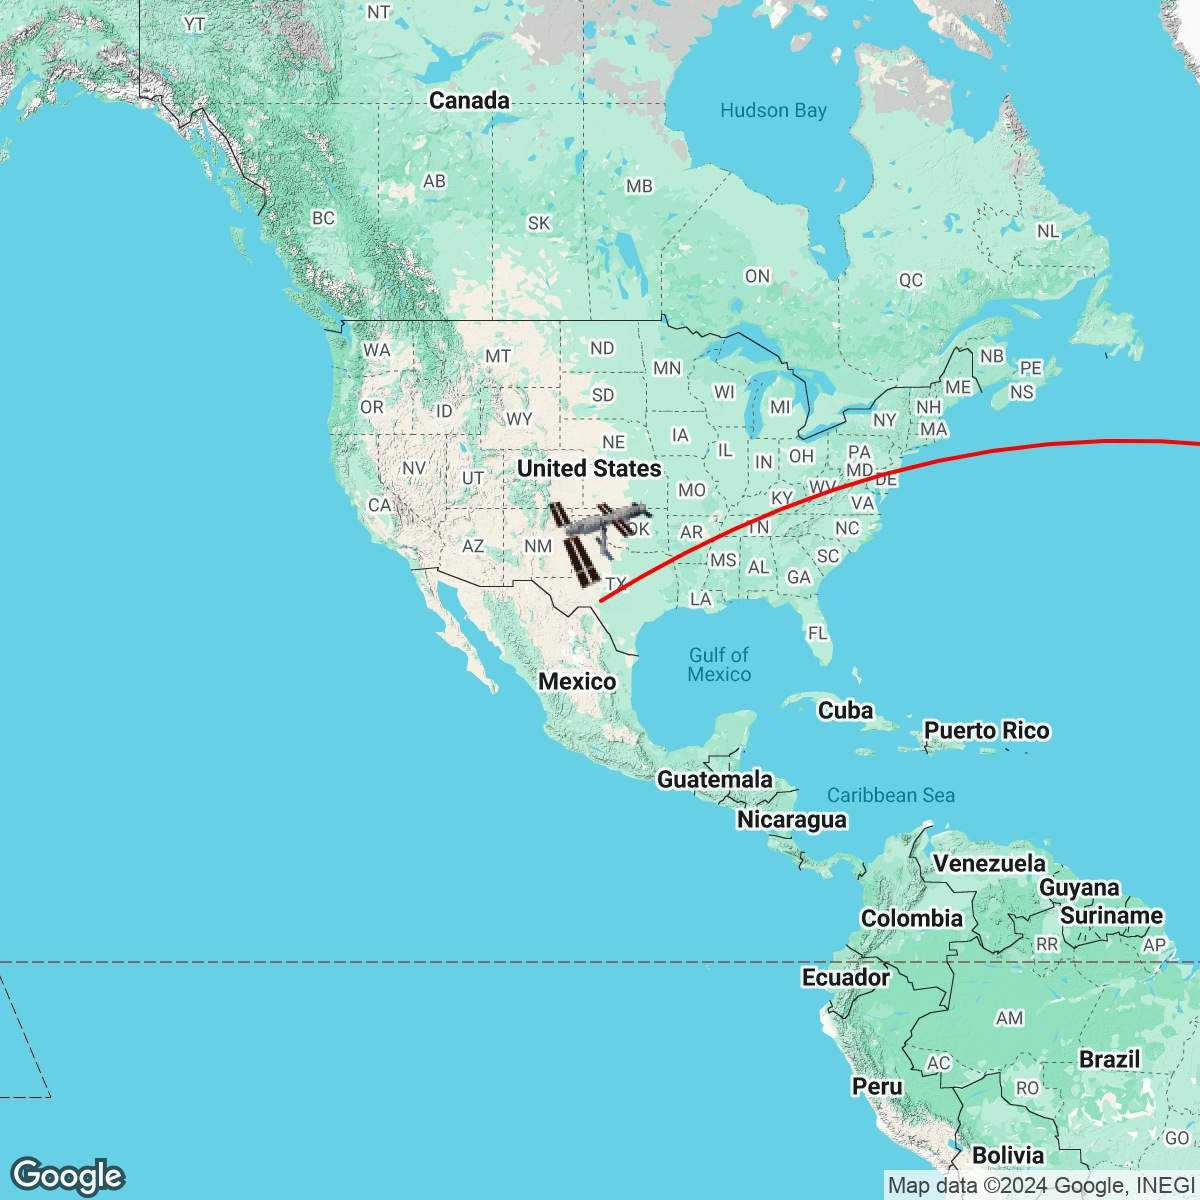 YT
NT
Canada
Hudson Bay
AB
MB
BC
SK
NL
ON
QC
WA
MT
ND
MN
NB
PE
OR
ID
WY
SD
WI
MI
ME
NS
NH
NY
MA
NE
IA
IL
IN
OH
PA
MD
DE
United States
NV
UT
MO
KY
WV
VA
CA
AZ
NM
OK
AR
TN
NC
MS
AL
SC
GA
TX
LA
FL
Gulf of
Mexico
Mexico
Cuba
Puerto Rico
Guatemala
Caribbean Sea
Nicaragua
Venezuela
Guyana
Colombia
Suriname
RR
AP
Ecuador
AM
AC
Brazil
Peru
RO
GO
Bolivia
Google
Map data ©2024 Google, INEGI